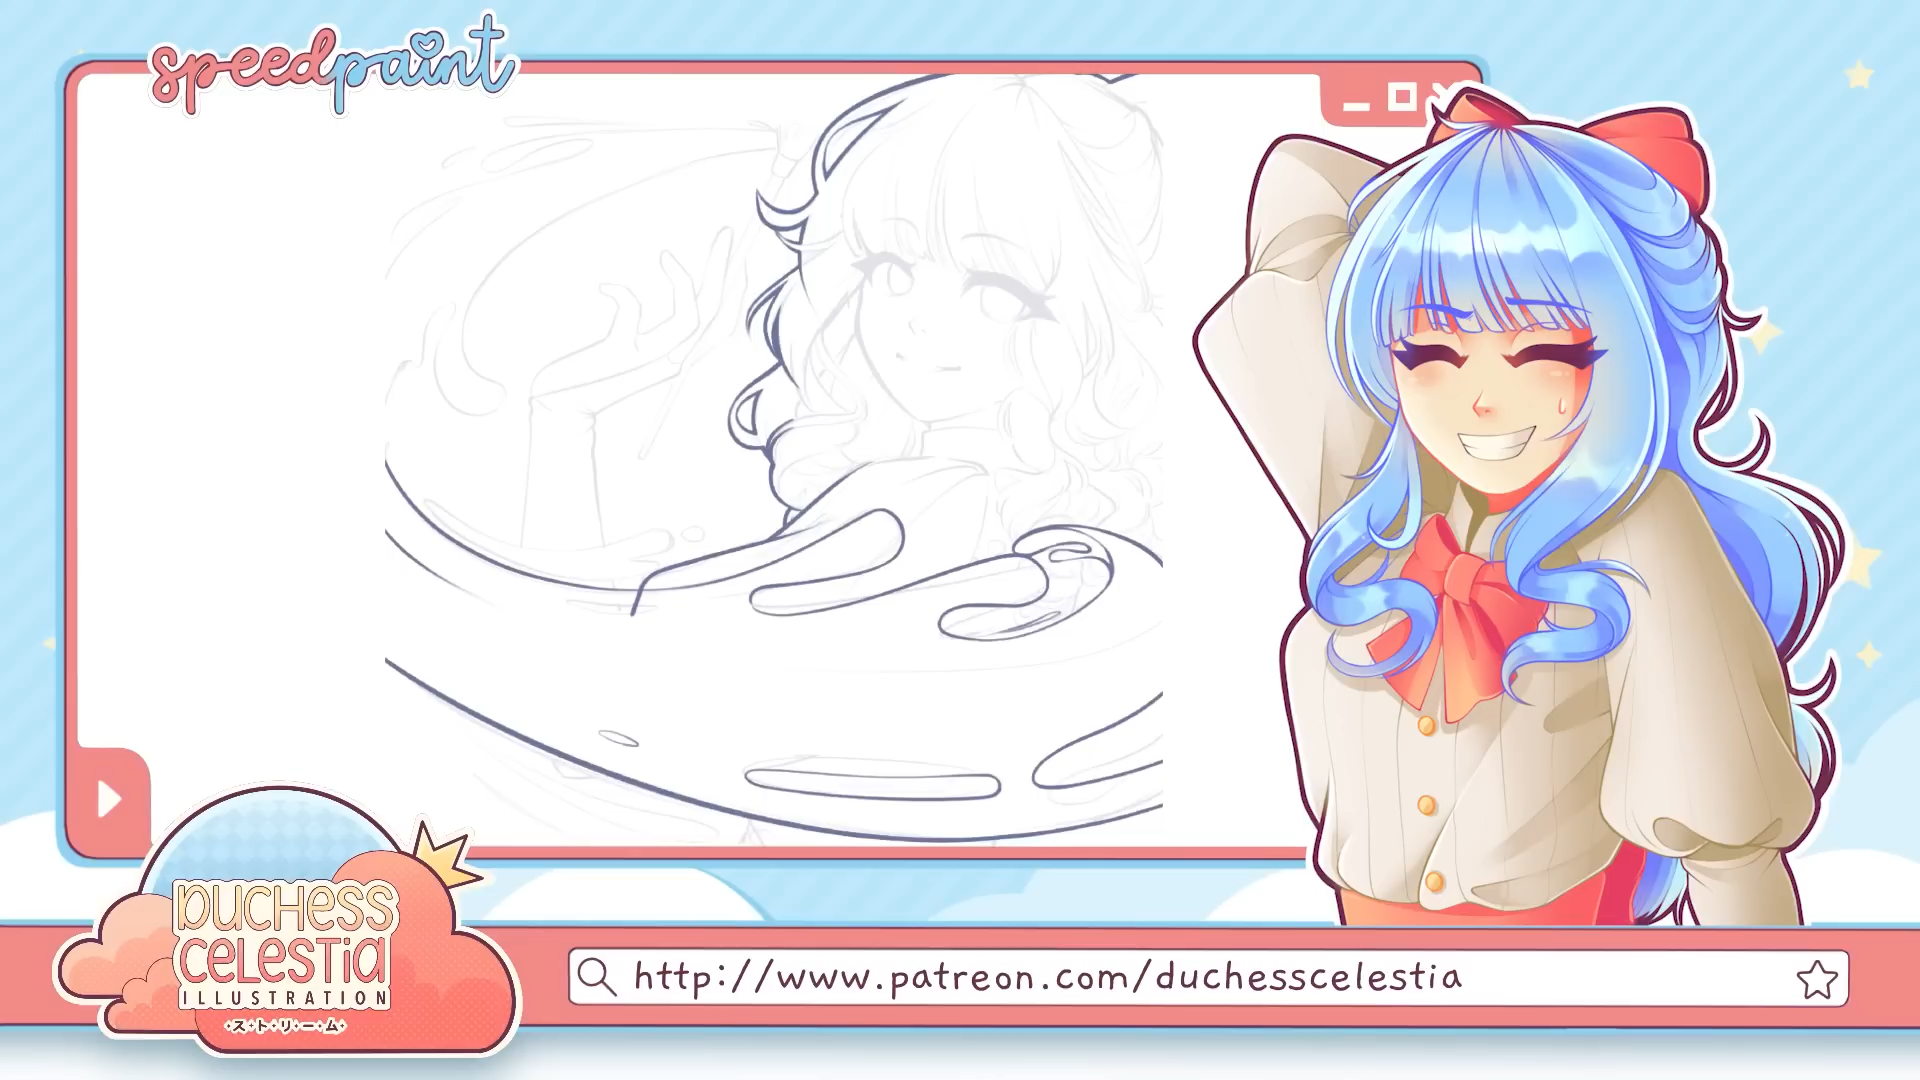 speedpaint
DUCHESS
CELESTIA
ILLUSTRATION
・ス・ト・リ・ー・ム・
http://www.patreon.com/duchesscelestia